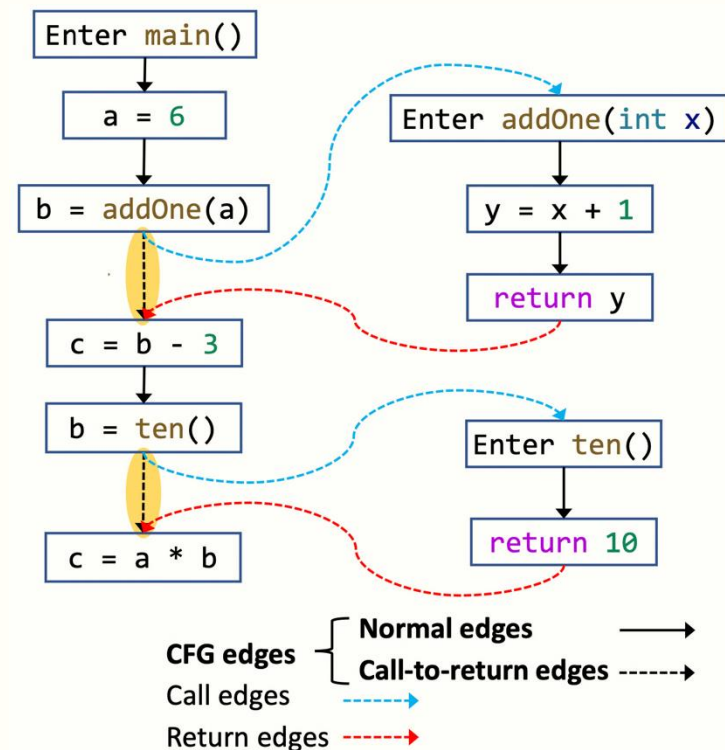 Enter main()
a = 6
b = addOne(a)
c = b - 3
b = ten()
c = a * b
Enter addOne(int x)
y = x + 1
return y
Enter ten()
return 10
CFG edges
Normal edges
Call-to-return edges
Call edges
Return edges